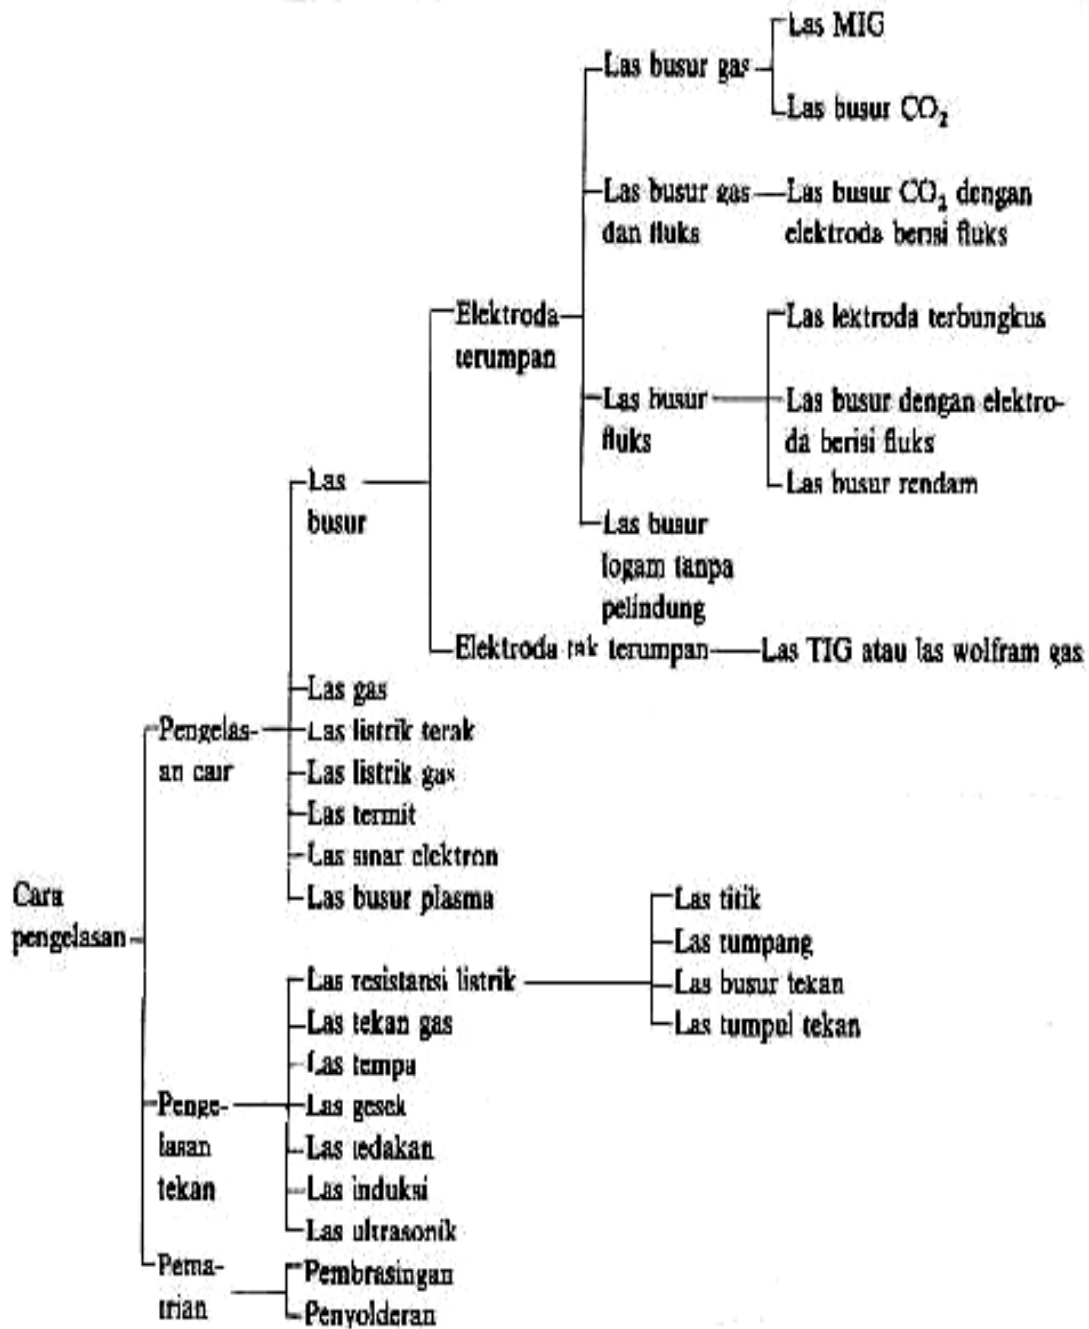 Las MIG
Las busur gas
Las busur CO₂
Las busur gas
dan fluks
Las busur CO₂ dengan
elektroda berisi fluks
Elektroda
terumpan
Las lektroda terbungkus
Las busur
fluks
Las busur dengan elektro-
da berisi fluks
Las busur rendam
Las
busur
Las busur
logam tanpa
pelindung
Elektroda tak terumpan
Las TIG atau las wolfram gas
Pengelas-
an cair
Las gas
Las listrik terak
Las listrik gas
Las termit
Las sinar elektron
Las busur plasma
Cara
pengelasan
Las titik
Las tumpang
Las busur tekan
Las tumpul tekan
Las resistansi listrik
Las tekan gas
Las tempa
Penge-
lasan
tekan
Las gesek
Las ledakan
Las induksi
Las ultrasonik
Pema-
trian
Pembrasingan
Penyolderan